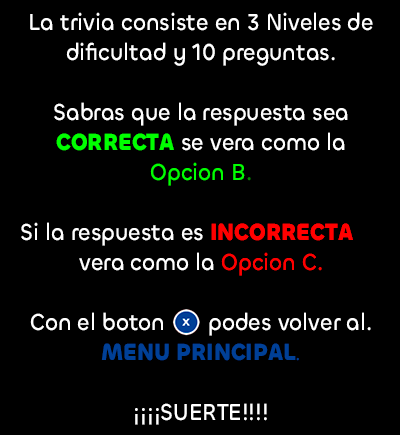 La trivia consiste en 3 Niveles de
dificultad y 10 preguntas.
Sabras que la respuesta sea
CORRECTA se vera como la
Opcion B.
Si la respuesta es INCORRECTA
vera como la Opcion C.
Con el boton x podes volver al.
MENU PRINCIPAL.
¡¡¡¡SUERTE!!!!